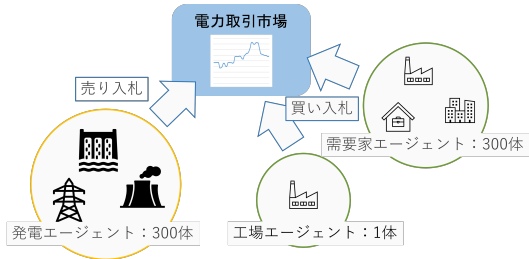 電力取引市場
売り入札
買い入札
需要家エージェント：300体
発電エージェント：300体
工場エージェント：1体